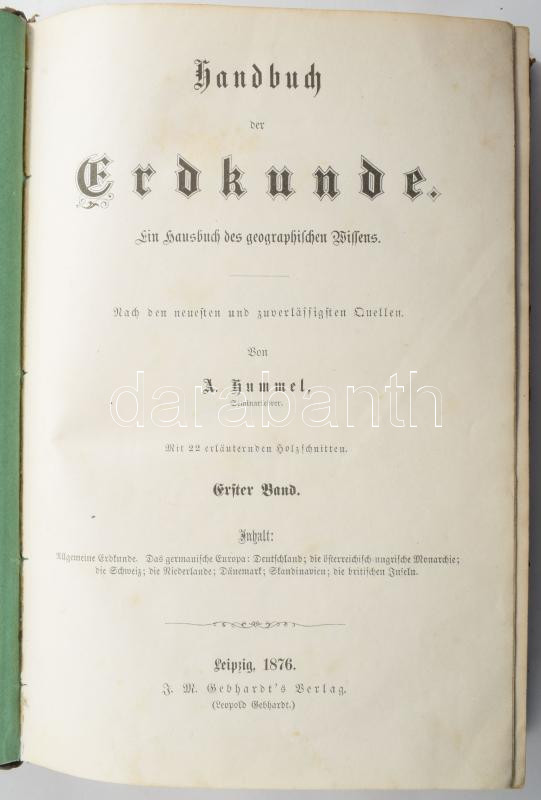 Handbuch
der
Erdkunde.
Ein Hausbuch des geographischen Wissens.
Nach den neuesten und zuverlässigsten Quellen.
Von
A. Hummel,
Seminarlehrer.
darabanth
Mit 22 erläuternden Holzschnitten.
Erster Band.
Inhalt:
Allgemeine Erdkunde. Das germanische Europa: Deutschland; die österreichisch-ungrische Monarchie;
die Schweiz; die Niederlande; Dänemark; Skandinavien; die britischen Inseln.
Leipzig, 1876.
J. M. Gebhardt's Verlag.
(Leopold Gebhardt.)